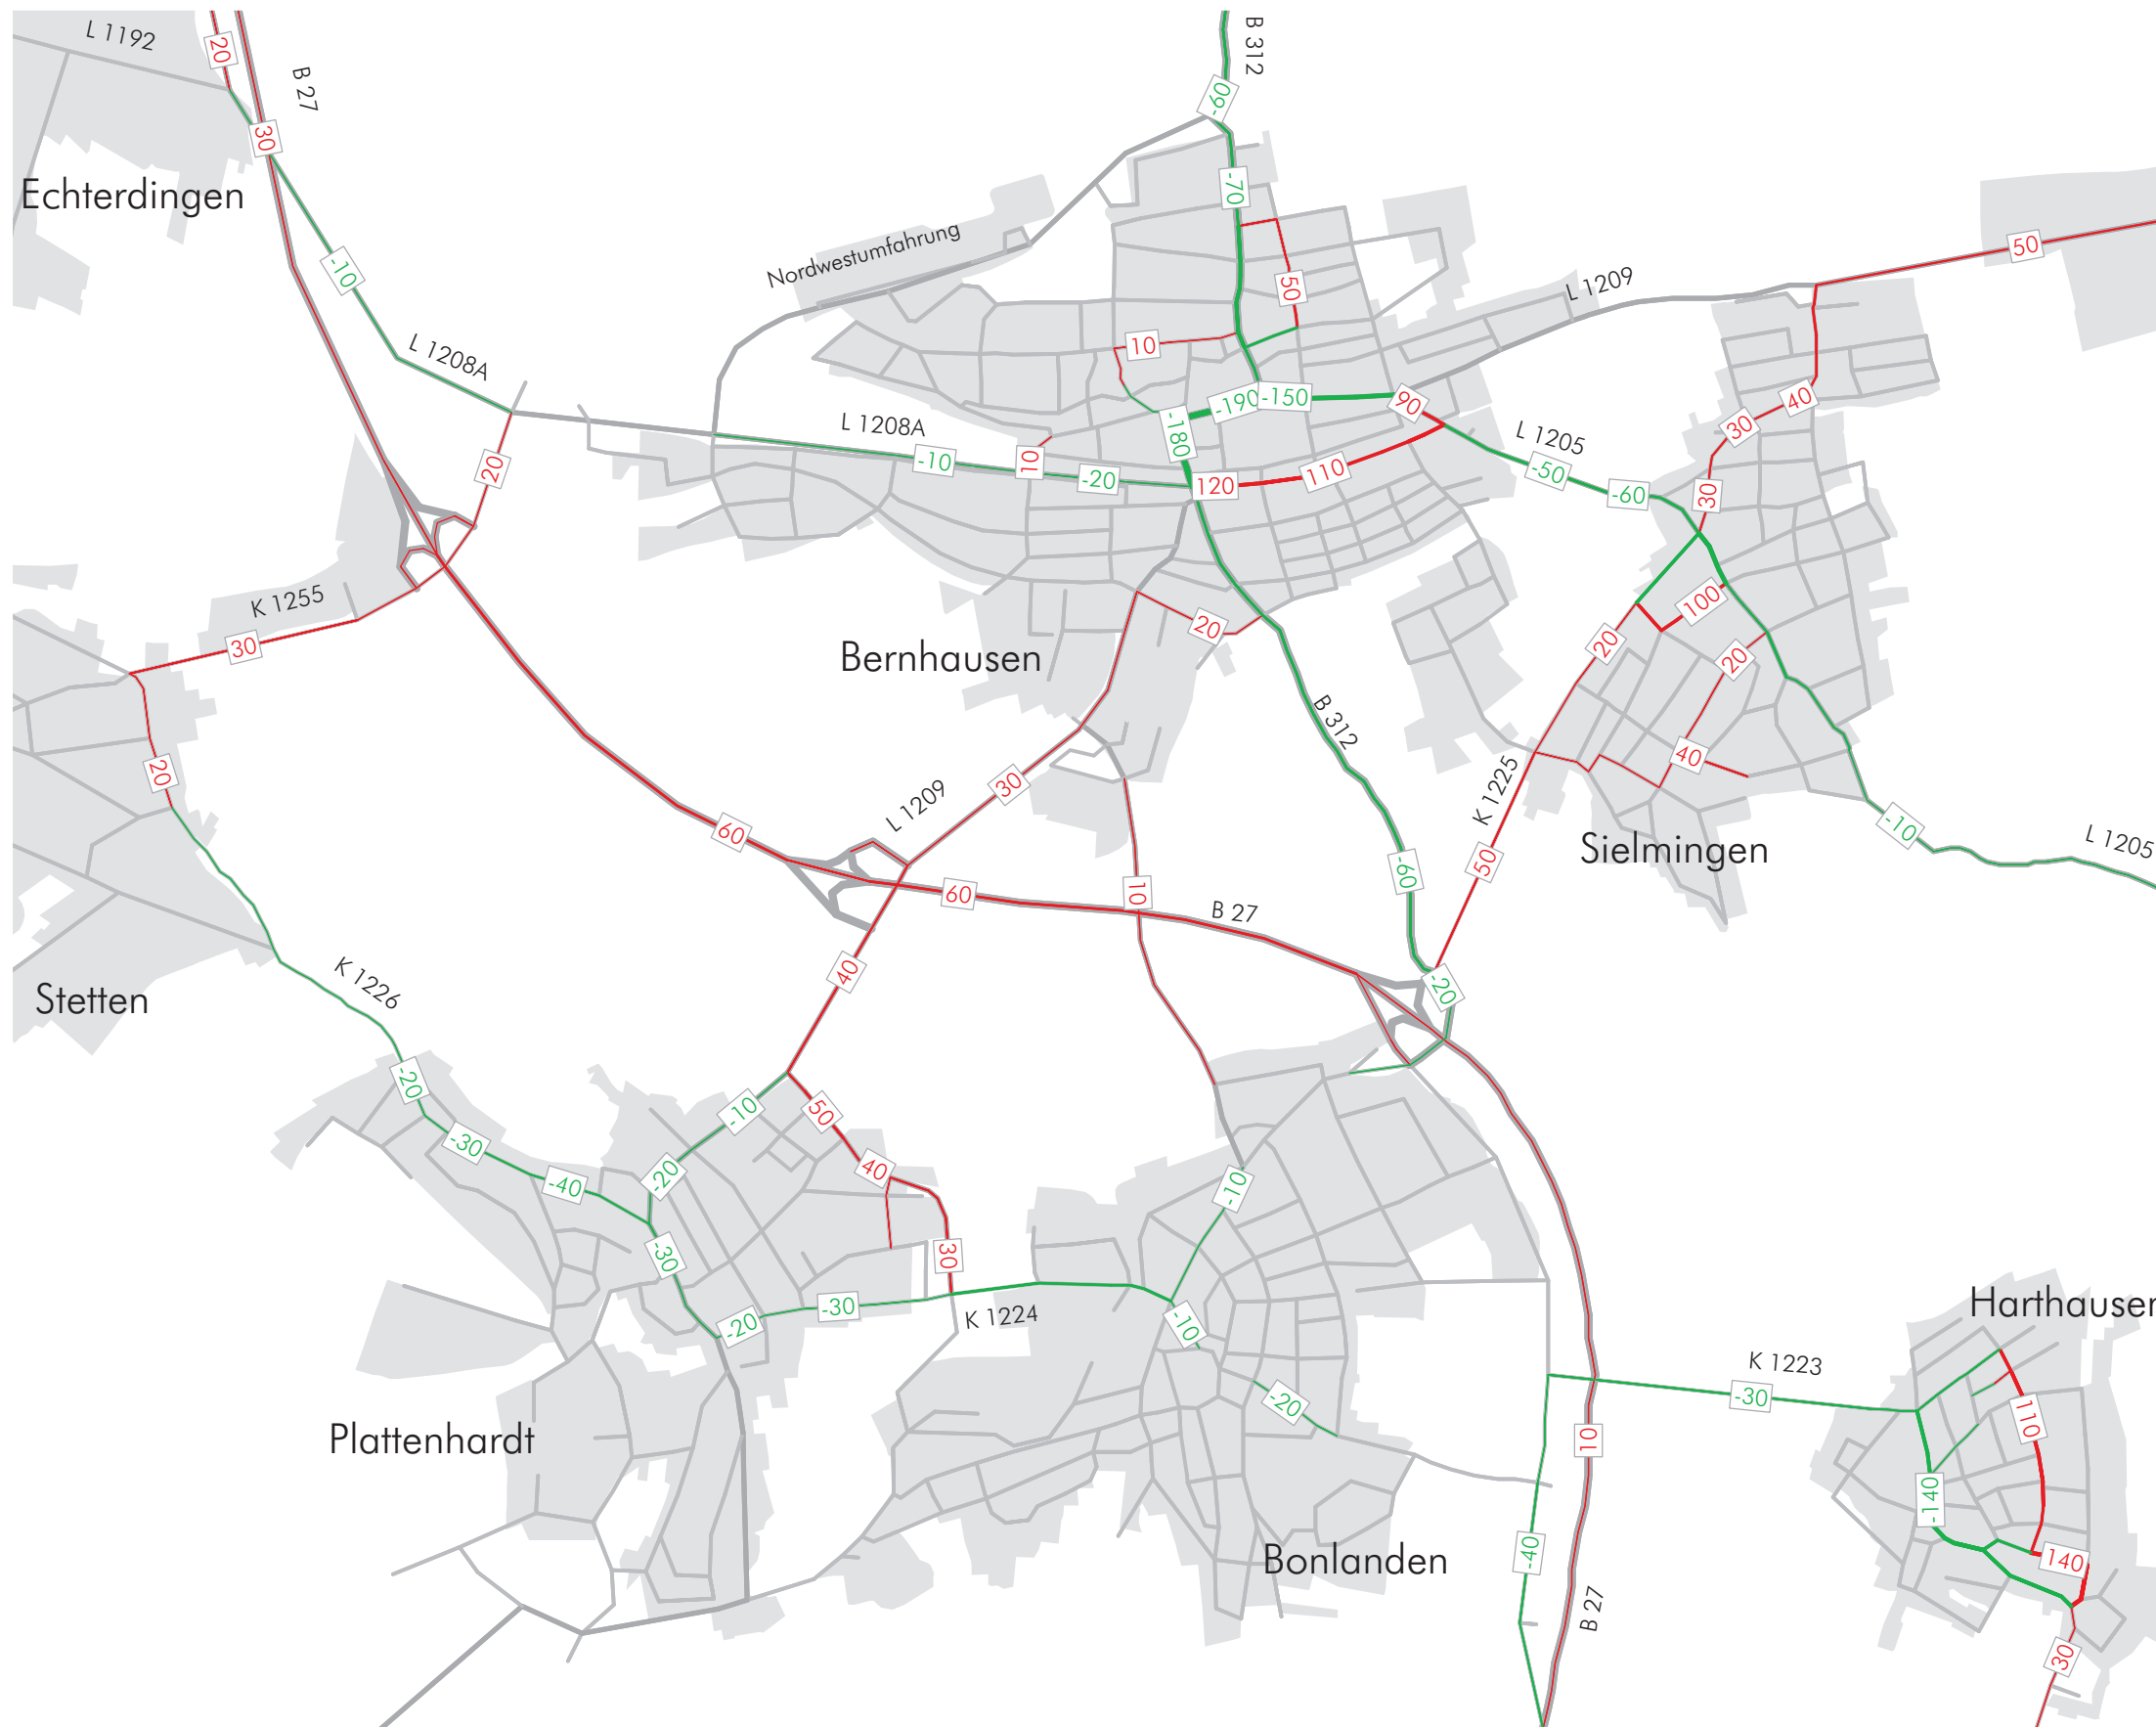 L 1192
20
B 27
B 312
-60
30
Echterdingen
-70
Nordwestumfahrung
50
-10
50
L 1209
L 1208A
10
-190
-150
90
40
30
L 1208A
-180
L 1205
-10
10
-20
120
110
-50
-60
30
20
K 1255
30
20
100
20
20
Bernhausen
B 312
20
40
L 1209
30
K 1225
60
-10
L 1205
Sielmingen
50
60
10
-60
B 27
40
-20
Stetten
K 1226
-20
-10
50
-30
40
-40
-20
-10
-30
30
-20
-30
K 1224
-10
Harthausen
K 1223
-30
-20
110
Plattenhardt
10
-140
-40
Bonlanden
140
B 27
30